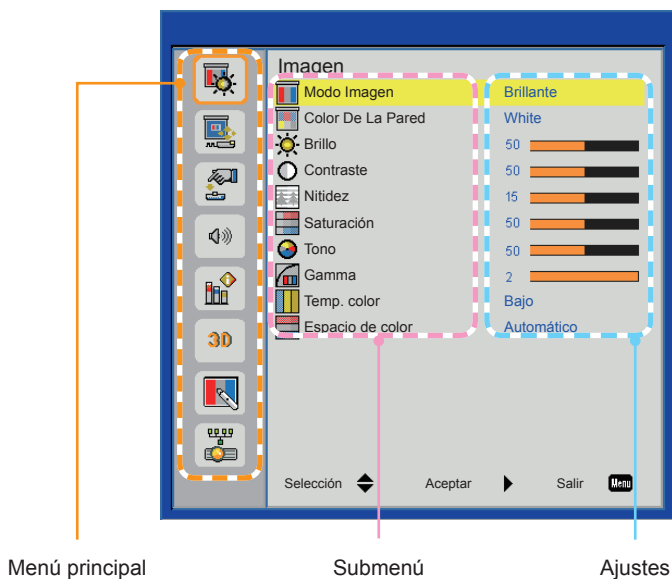 Imagen
Modo Imagen Brillante
Color De La Pared White
Brillo 50
Contraste 50
Nitidez 15
Saturación 50
Tono 50
Gamma 2
Temp. color Bajo
Espacio de color Automático
3D
Selección Aceptar Salir Menu
Menú principal Submenú Ajustes